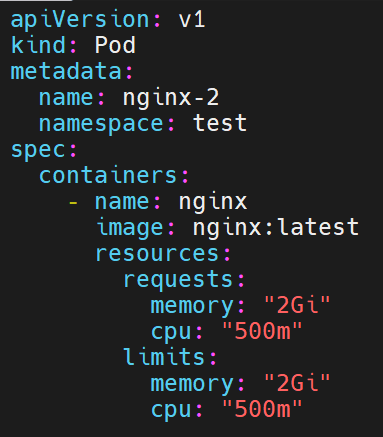 apiVersion: v1
kind: Pod
metadata:
  name: nginx-2
  namespace: test
spec:
  containers:
    - name: nginx
      image: nginx:latest
      resources:
        requests:
          memory: "2Gi"
          cpu: "500m"
        limits:
          memory: "2Gi"
          cpu: "500m"